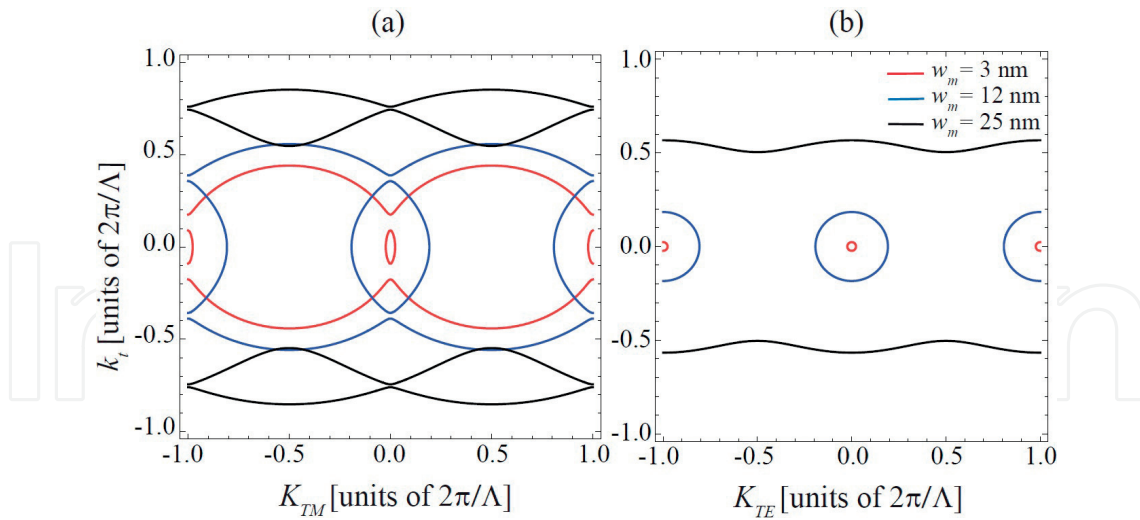 (a)
(b)
1.0
0.5
0.0
-0.5
-1.0
k_t [units of 2π/Λ]
-1.0 -0.5 0.0 0.5 1.0
K_TM [units of 2π/Λ]
w_m = 3 nm
w_m = 12 nm
w_m = 25 nm
1.0
0.5
0.0
-0.5
-1.0
-1.0 -0.5 0.0 0.5 1.0
K_TE [units of 2π/Λ]